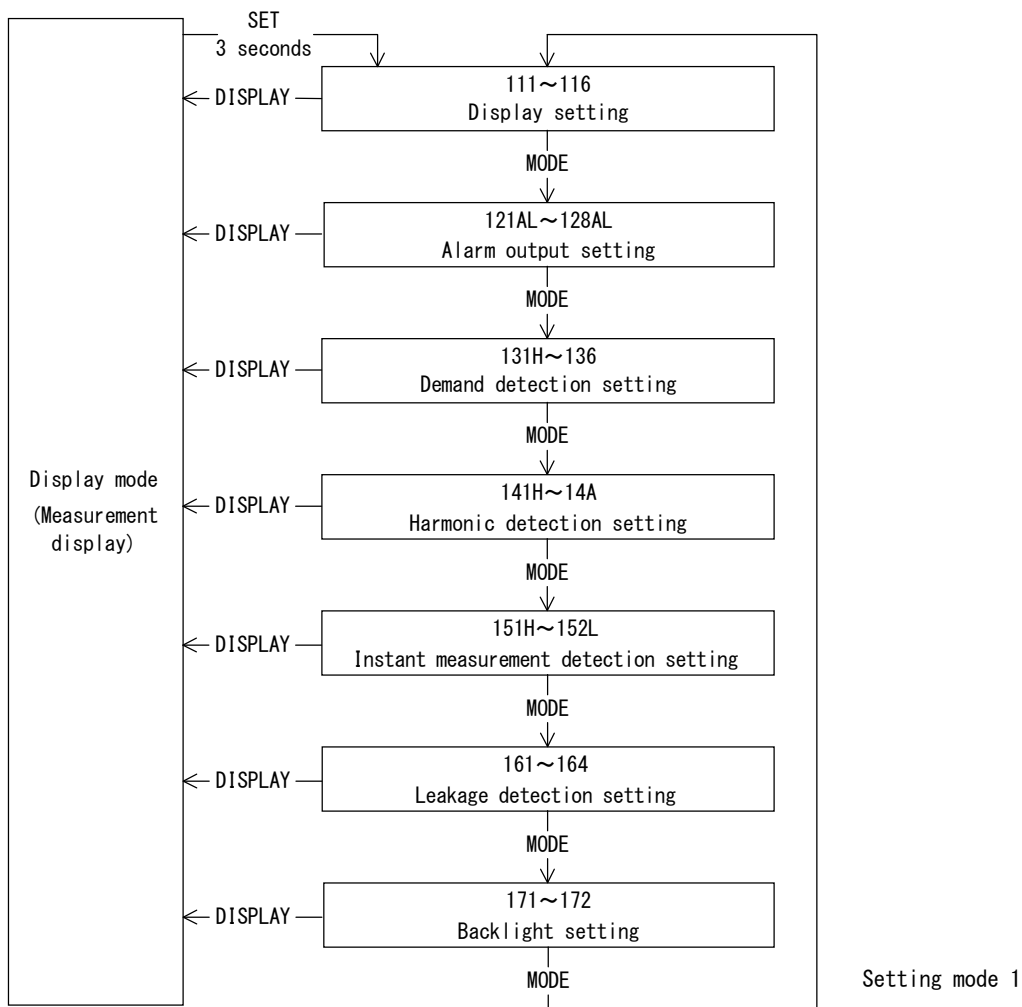 SET
3 seconds
111～116
Display setting
DISPLAY
MODE
121AL～128AL
Alarm output setting
DISPLAY
MODE
131H～136
Demand detection setting
DISPLAY
MODE
Display mode
(Measurement
display)
141H～14A
Harmonic detection setting
DISPLAY
MODE
151H～152L
Instant measurement detection setting
DISPLAY
MODE
161～164
Leakage detection setting
DISPLAY
MODE
171～172
Backlight setting
DISPLAY
MODE
Setting mode 1